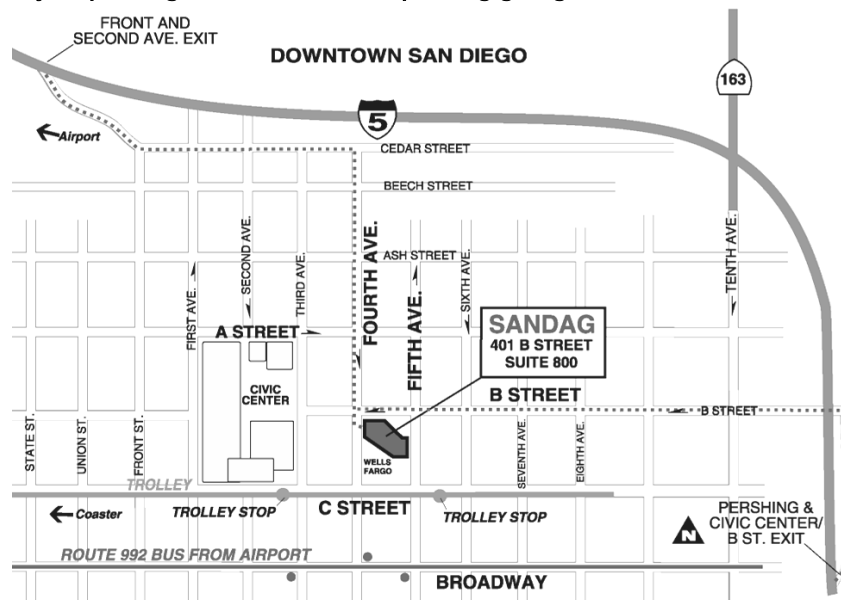 FRONT AND
SECOND AVE. EXIT
DOWNTOWN SAN DIEGO
163
5
Airport
CEDAR STREET
BEECH STREET
ASH STREET
FIRST AVE.
SECOND AVE.
THIRD AVE.
FOURTH AVE.
FIFTH AVE.
SIXTH AVE.
TENTH AVE.
A STREET
SANDAG
401 B STREET
SUITE 800
CIVIC
CENTER
B STREET
B STREET
STATE ST.
UNION ST.
FRONT ST.
SEVENTH AVE.
EIGHTH AVE.
WELLS
FARGO
TROLLEY
Coaster
TROLLEY STOP
C STREET
TROLLEY STOP
N
PERSHING &
CIVIC CENTER/
B ST. EXIT
ROUTE 992 BUS FROM AIRPORT
BROADWAY